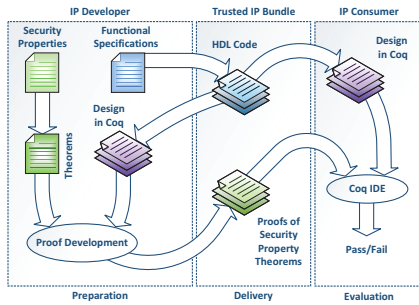 IP Developer
Trusted IP Bundle
IP Consumer
Security
Properties
Functional
Specifications
HDL Code
Design
in Coq
Design
in Coq
Theorems
Coq IDE
Proof Development
Proofs of
Security
Property
Theorems
Pass/Fail
Preparation
Delivery
Evaluation